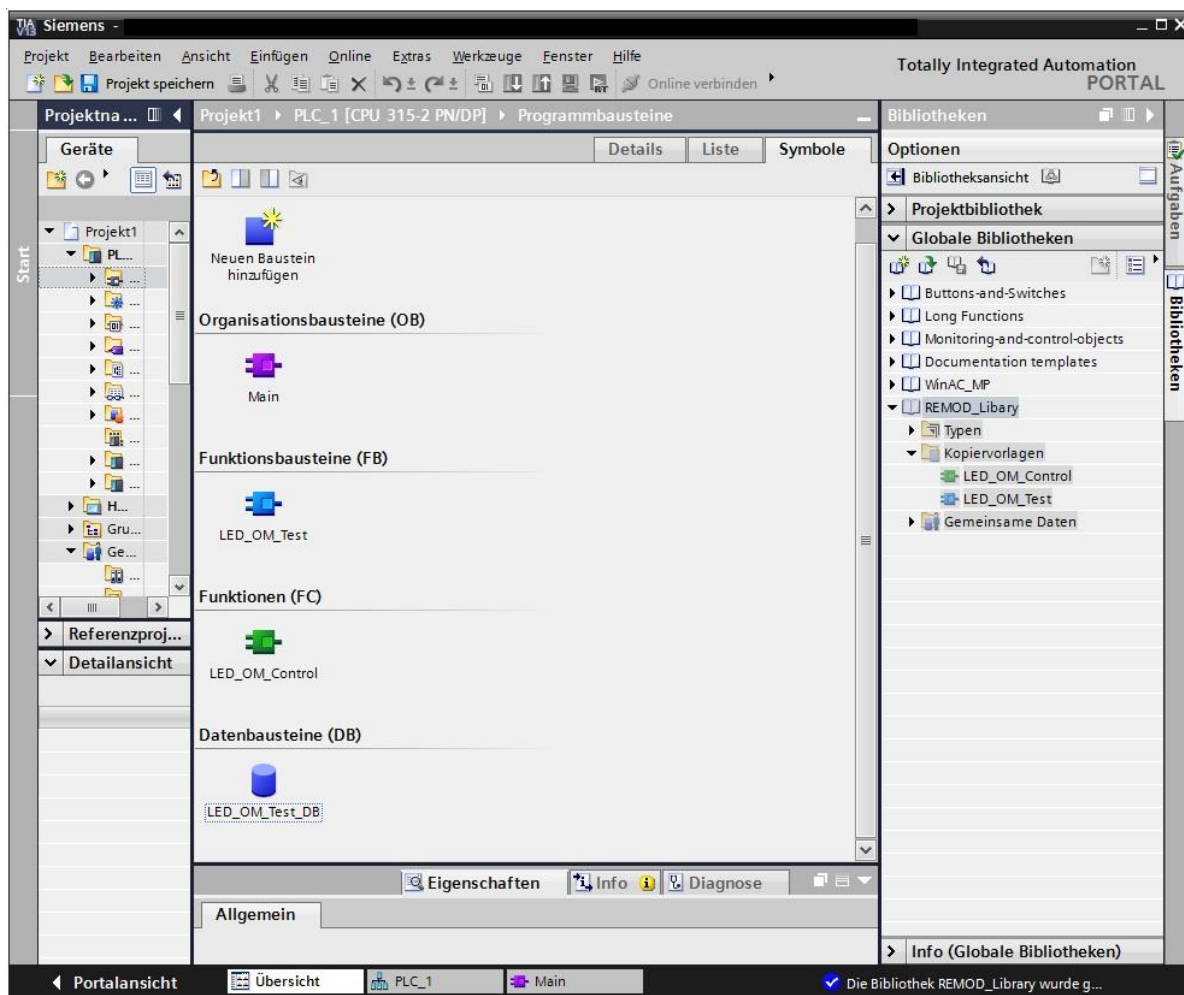 TIA V13 Siemens -
Projekt Bearbeiten Ansicht Einfügen Online Extras Werkzeuge Fenster Hilfe
Totally Integrated Automation
PORTAL
Projekt speichern Online verbinden
Projektna ...
Projekt1 PLC_1 [CPU 315-2 PN/DP] Programmbausteine
Bibliotheken
Geräte
Details Liste Symbole
Optionen
Bibliotheksansicht
Projektbibliothek
Globale Bibliotheken
Start
Projekt1
PL...
...
...
...
...
...
...
...
...
...
...
H...
Gru...
Ge...
...
Referenzproj...
Detailansicht
Neuen Baustein
hinzufügen
Organisationsbausteine (OB)
Main
Funktionsbausteine (FB)
LED_OM_Test
Funktionen (FC)
LED_OM_Control
Datenbausteine (DB)
LED_OM_Test_DB
Buttons-and-Switches
Long Functions
Monitoring-and-control-objects
Documentation templates
WinAC_MP
REMOD_Libary
Typen
Kopiervorlagen
LED_OM_Control
LED_OM_Test
Gemeinsame Daten
Aufgaben
Bibliotheken
Eigenschaften Info Diagnose
Allgemein
Info (Globale Bibliotheken)
Portalansicht Übersicht PLC_1 Main Die Bibliothek REMOD_Library wurde g...